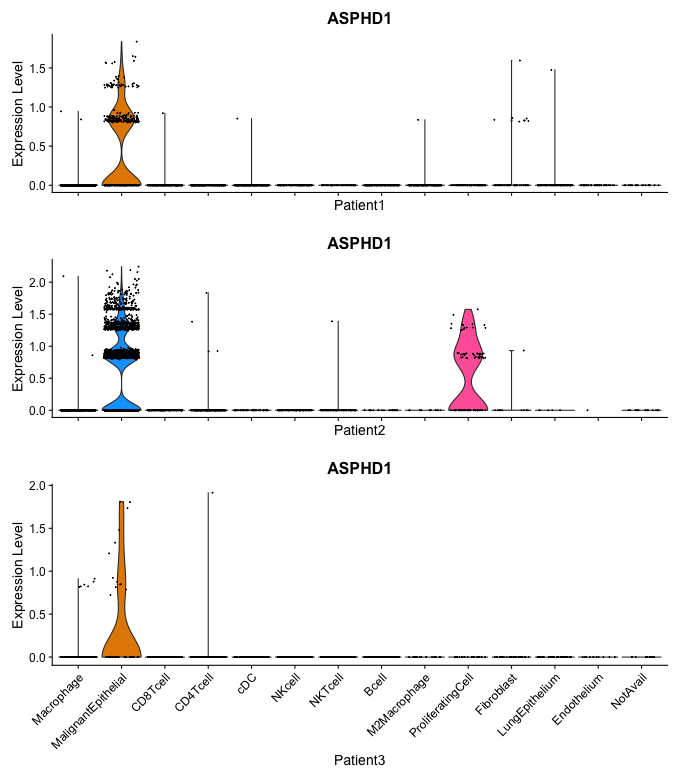 ASPHD1
Expression Level
1.5
1.0
0.5
0.0
Patient1
ASPHD1
Expression Level
2.0
1.5
1.0
0.5
0.0
Patient2
ASPHD1
Expression Level
2.0
1.5
1.0
0.5
0.0
Macrophage
MalignantEpithelial
CD8Tcell
CD4Tcell
cDC
NKcell
NKTcell
Bcell
M2Macrophage
ProliferatingCell
Fibroblast
LungEpithelium
Endothelium
NotAvail
Patient3